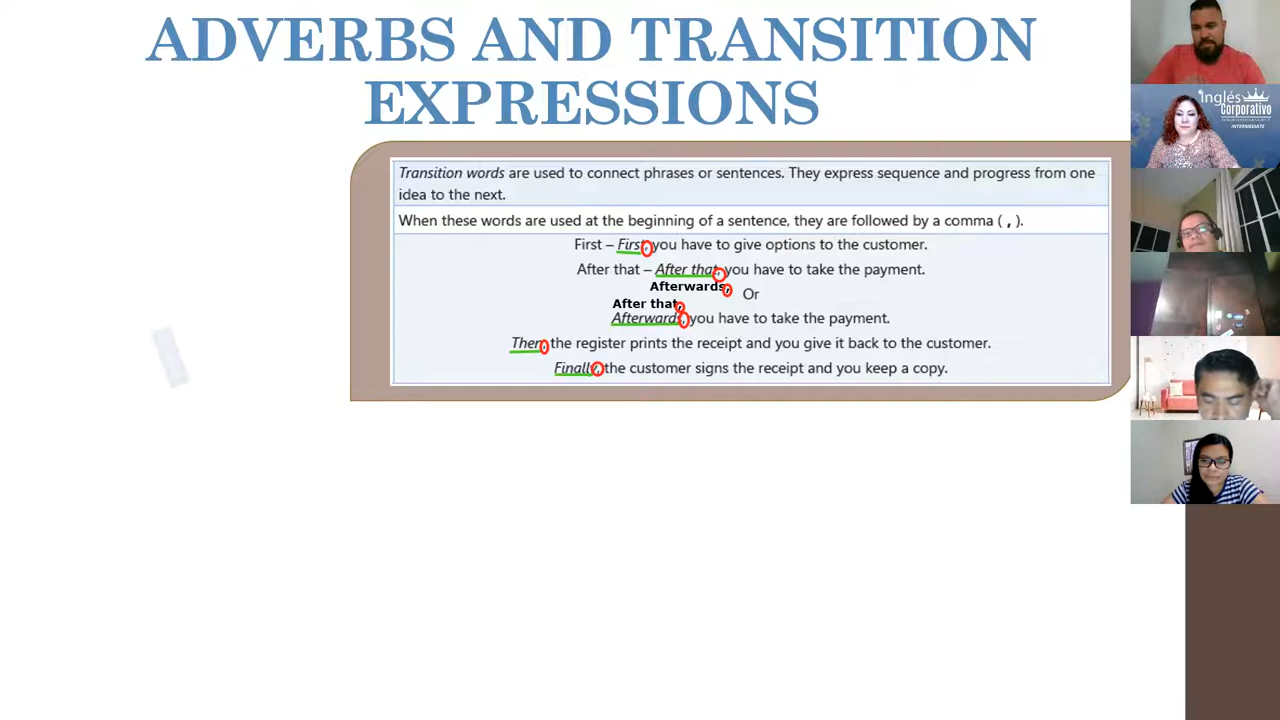 ADVERBS AND TRANSITION
EXPRESSIONS
Inglés
Corporativo
INTERMEDIATE
Transition words are used to connect phrases or sentences. They express sequence and progress from one
idea to the next.
When these words are used at the beginning of a sentence, they are followed by a comma ( , ).
First – First, you have to give options to the customer.
After that – After that, you have to take the payment.
Afterwards,
Or
After that,
Afterwards, you have to take the payment.
Then, the register prints the receipt and you give it back to the customer.
Finally, the customer signs the receipt and you keep a copy.